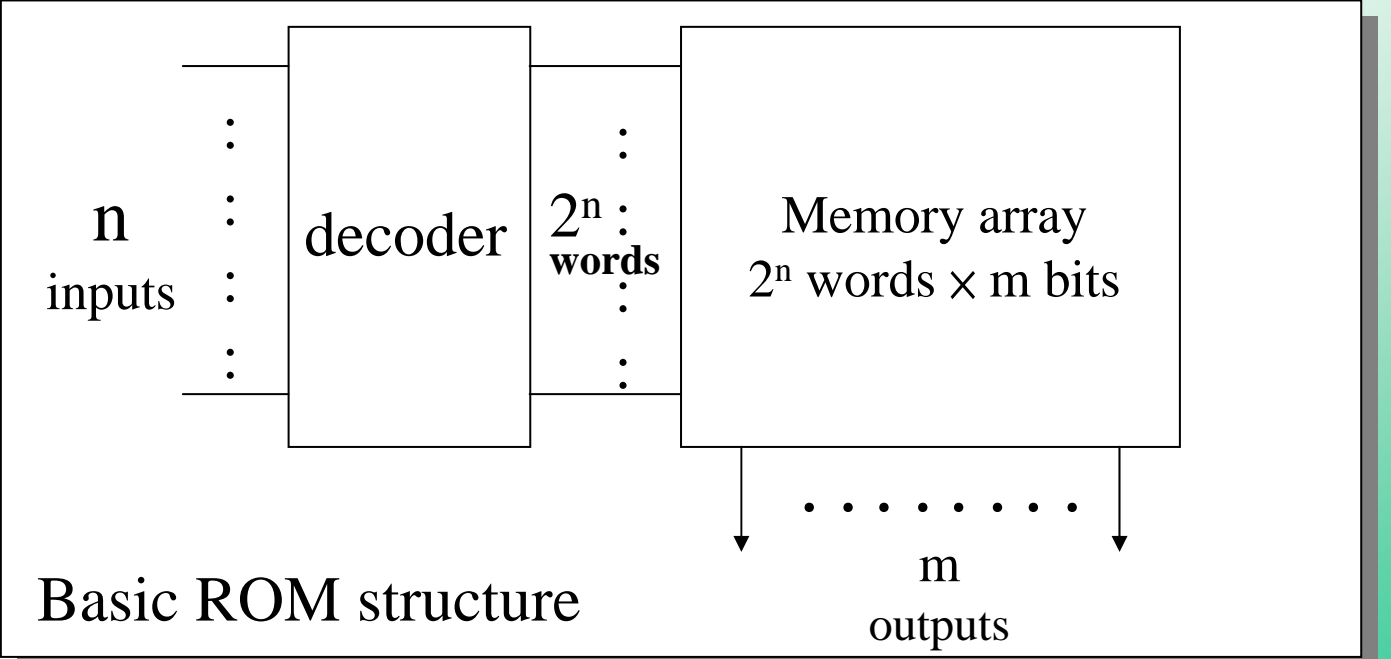 n
inputs
decoder
2ⁿ
words
Memory array
2ⁿ words × m bits
m
outputs
Basic ROM structure